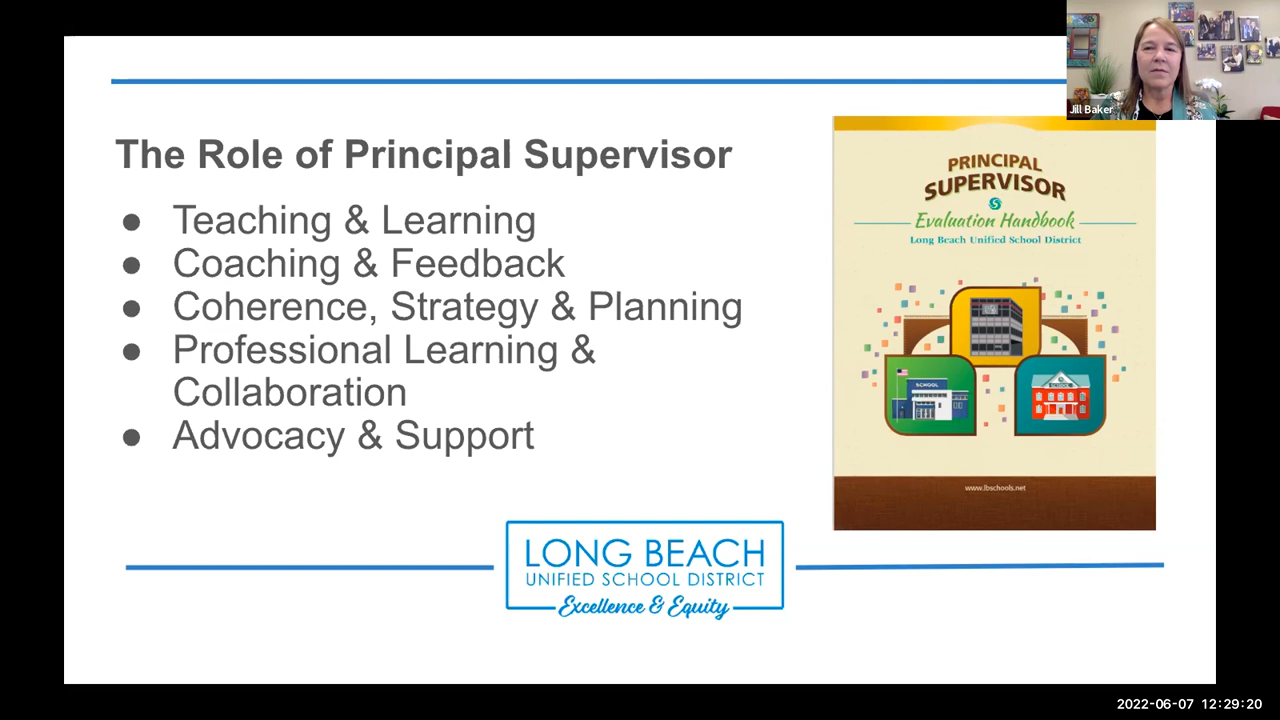 Jill Baker
The Role of Principal Supervisor
● Teaching & Learning
● Coaching & Feedback
● Coherence, Strategy & Planning
● Professional Learning &
Collaboration
● Advocacy & Support
PRINCIPAL
SUPERVISOR
Evaluation Handbook
Long Beach Unified School District
SCHOOL
SCHOOL
www.lbschools.net
LONG BEACH
UNIFIED SCHOOL DISTRICT
Excellence & Equity
2022-06-07 12:29:20